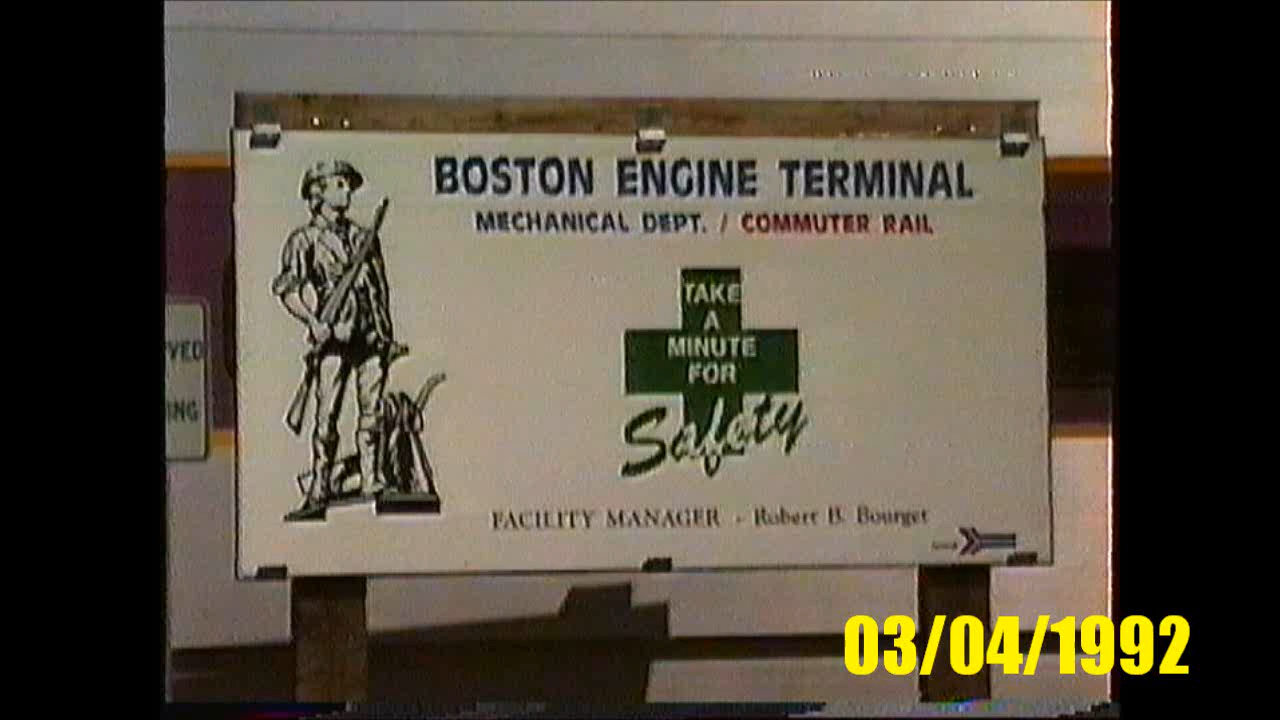 BOSTON ENGINE TERMINAL
MECHANICAL DEPT. / COMMUTER RAIL
TAKE
A
MINUTE
FOR
Safety
FACILITY MANAGER - Robert B. Bourget
03/04/1992